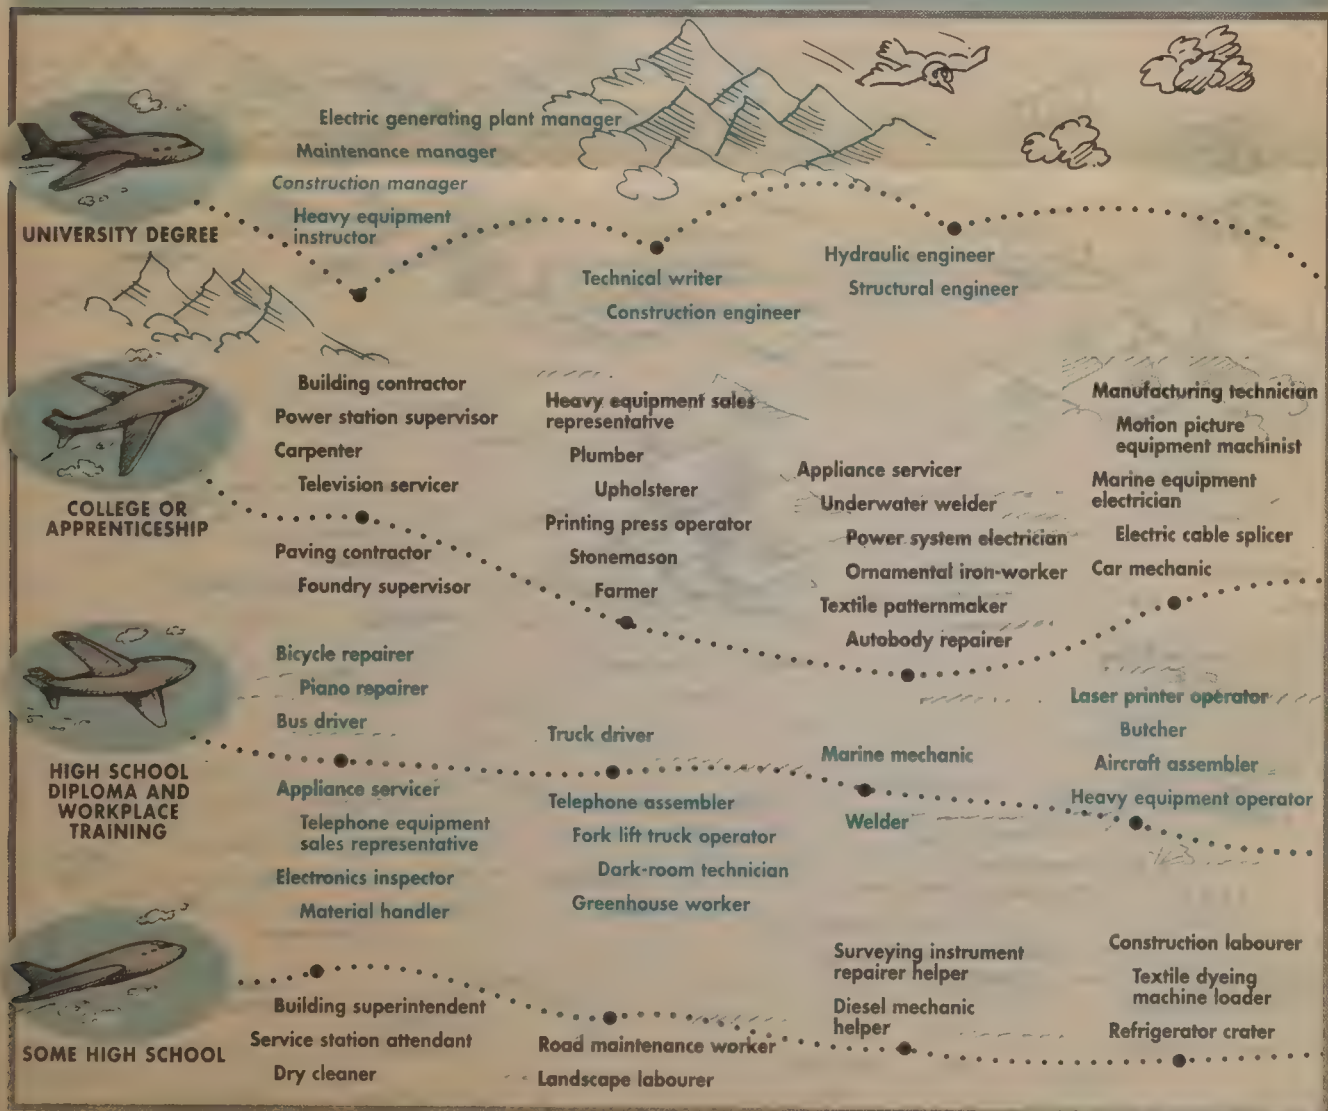 Electric generating plant manager
Maintenance manager
Construction manager
Heavy equipment
instructor
UNIVERSITY DEGREE
Technical writer
Construction engineer
Hydraulic engineer
Structural engineer
COLLEGE OR
APPRENTICESHIP
Building contractor
Power station supervisor
Carpenter
Television servicer
Paving contractor
Foundry supervisor
Heavy equipment sales
representative
Plumber
Upholsterer
Printing press operator
Stonemason
Farmer
Appliance servicer
Underwater welder
Power system electrician
Ornamental iron-worker
Textile patternmaker
Autobody repairer
Manufacturing technician
Motion picture
equipment machinist
Marine equipment
electrician
Electric cable splicer
Car mechanic
HIGH SCHOOL
DIPLOMA AND
WORKPLACE
TRAINING
Bicycle repairer
Piano repairer
Bus driver
Appliance servicer
Telephone equipment
sales representative
Electronics inspector
Material handler
Truck driver
Telephone assembler
Fork lift truck operator
Dark-room technician
Greenhouse worker
Marine mechanic
Welder
Laser printer operator
Butcher
Aircraft assembler
Heavy equipment operator
SOME HIGH SCHOOL
Building superintendent
Service station attendant
Dry cleaner
Road maintenance worker
Landscape labourer
Surveying instrument
repairer helper
Diesel mechanic
helper
Construction labourer
Textile dyeing
machine loader
Refrigerator crater